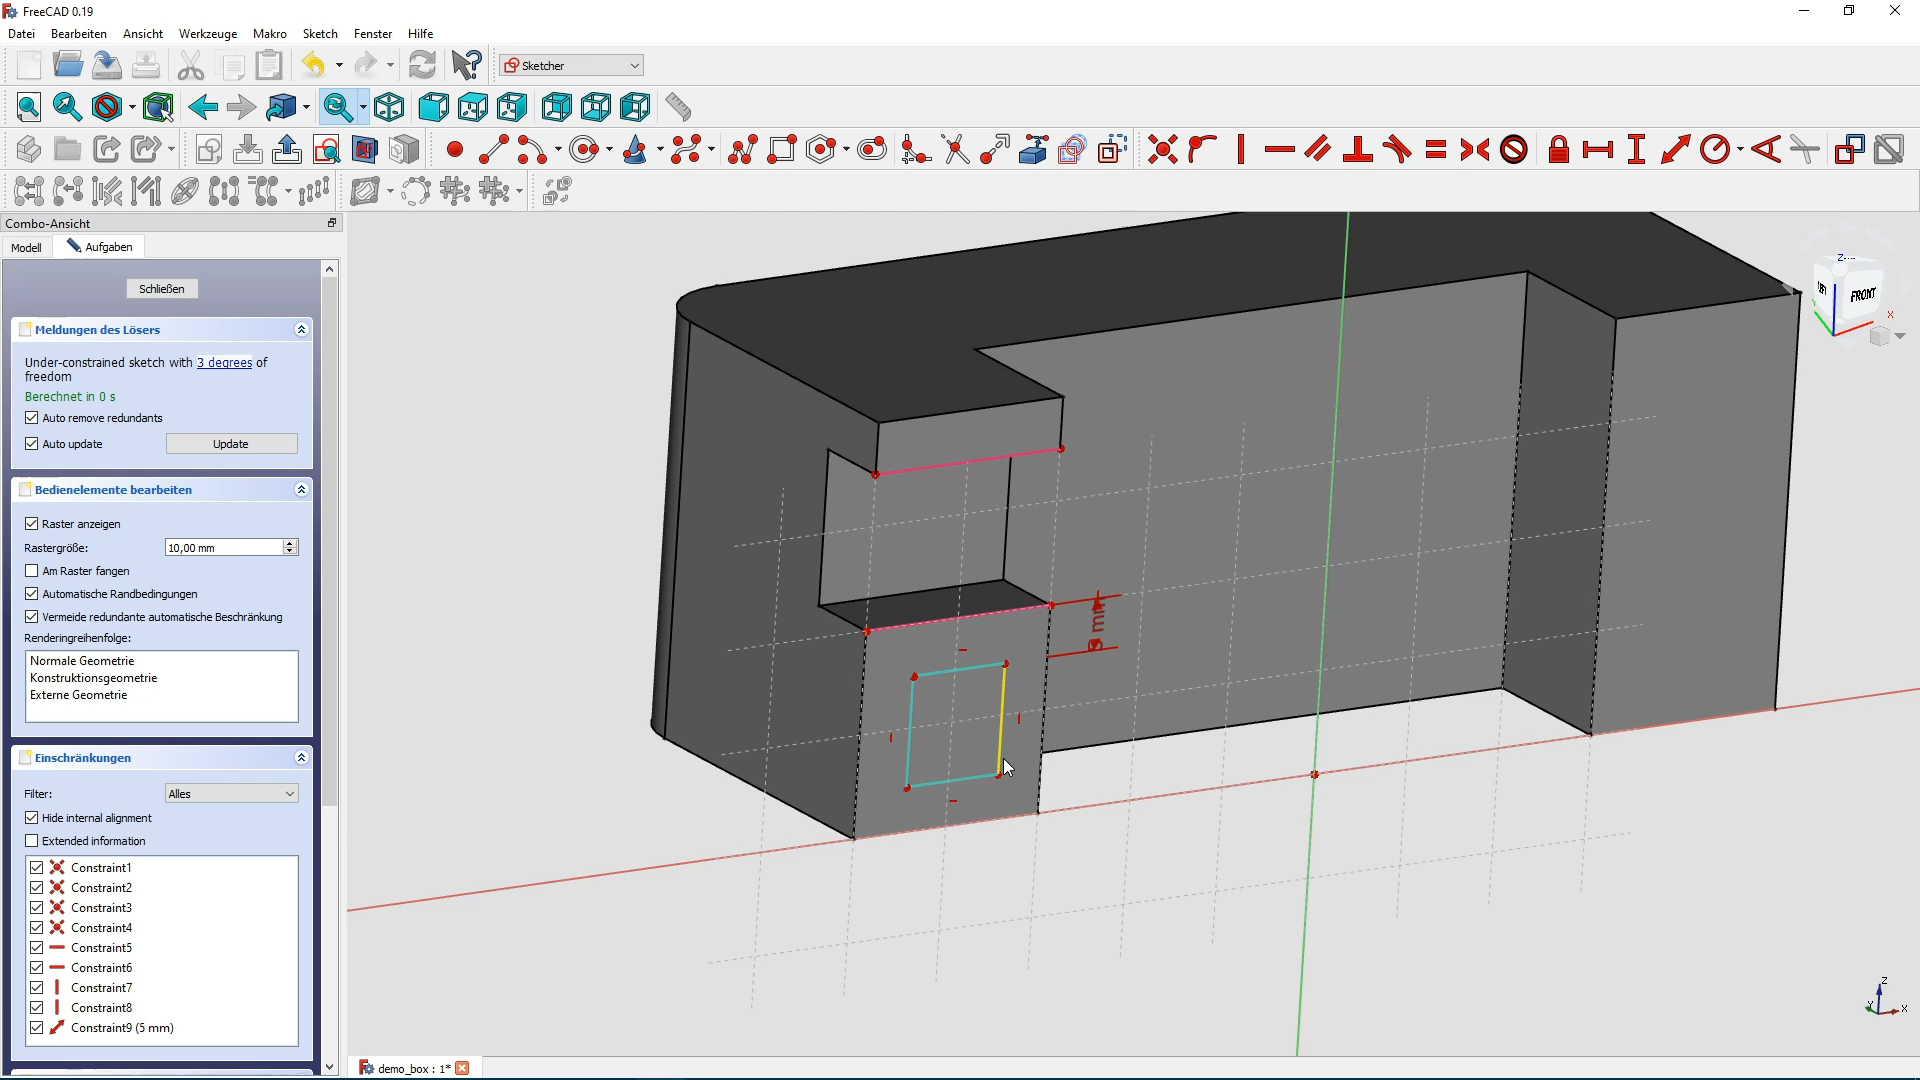 FreeCAD 0.19
Datei Bearbeiten Ansicht Werkzeuge Makro Sketch Fenster Hilfe
Sketcher
Combo-Ansicht
Modell Aufgaben
Schließen
Meldungen des Lösers
Under-constrained sketch with 3 degrees of
freedom
Berechnet in 0 s
Auto remove redundants
Auto update Update
Bedienelemente bearbeiten
Raster anzeigen
Rastergröße: 10,00 mm
Am Raster fangen
Automatische Randbedingungen
Vermeide redundante automatische Beschränkung
Renderingreihenfolge:
Normale Geometrie
Konstruktionsgeometrie
Externe Geometrie
Einschränkungen
Filter: Alles
Hide internal alignment
Extended information
Constraint1
Constraint2
Constraint3
Constraint4
Constraint5
Constraint6
Constraint7
Constraint8
Constraint9 (5 mm)
FRONT
X
Z
Y
X
demo_box : 1*